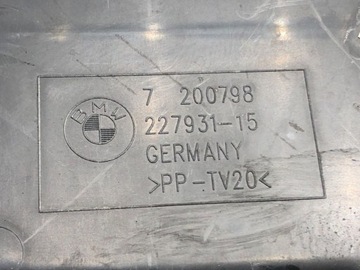 BMW
7 200798
227931-15
GERMANY
>PP-TV20<